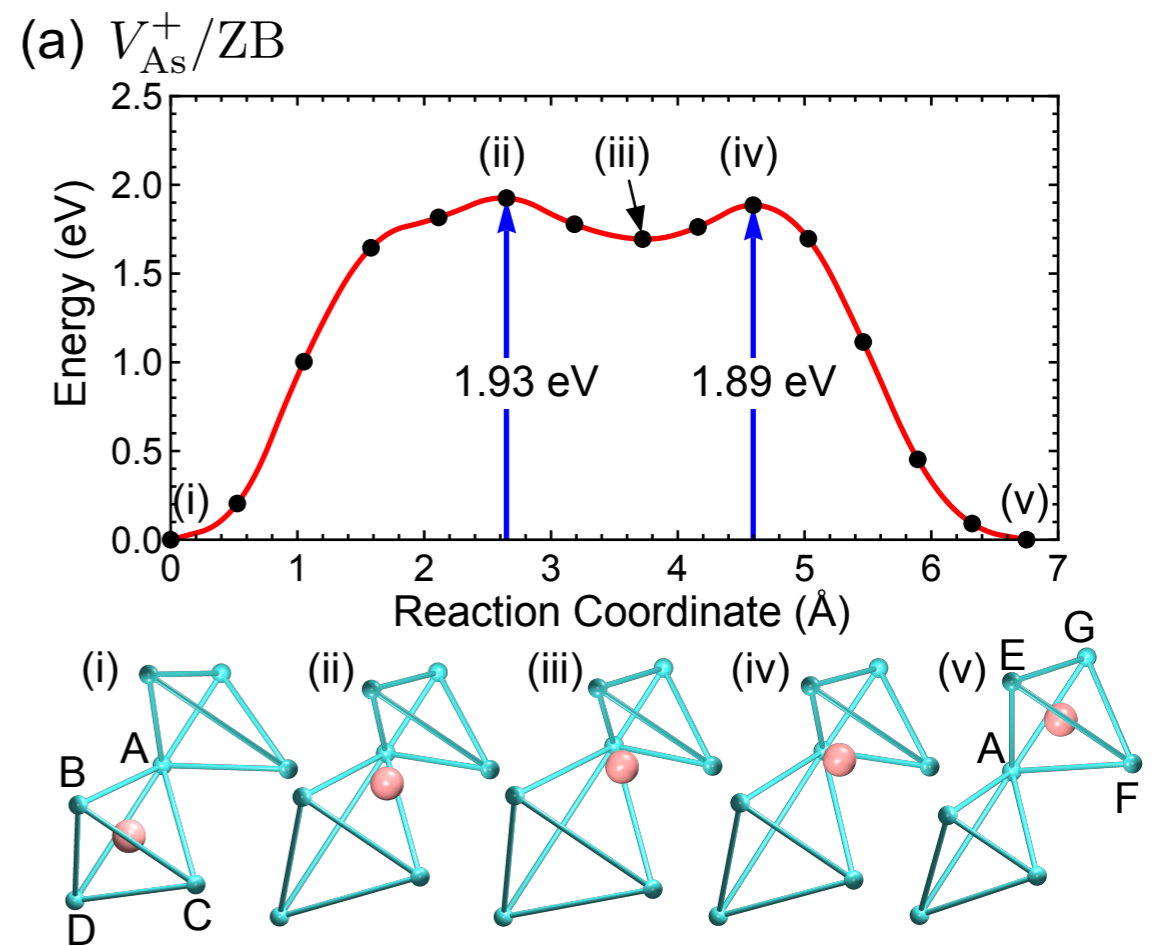 (a) V⁺As/ZB
2.5
2.0
1.5
1.0
0.5
0.0
Energy (eV)
(i)
(ii)
(iii)
(iv)
(v)
1.93 eV
1.89 eV
0 1 2 3 4 5 6 7
Reaction Coordinate (Å)
(i)
A
B
C
D
(ii)
(iii)
(iv)
(v)
E
G
A
F